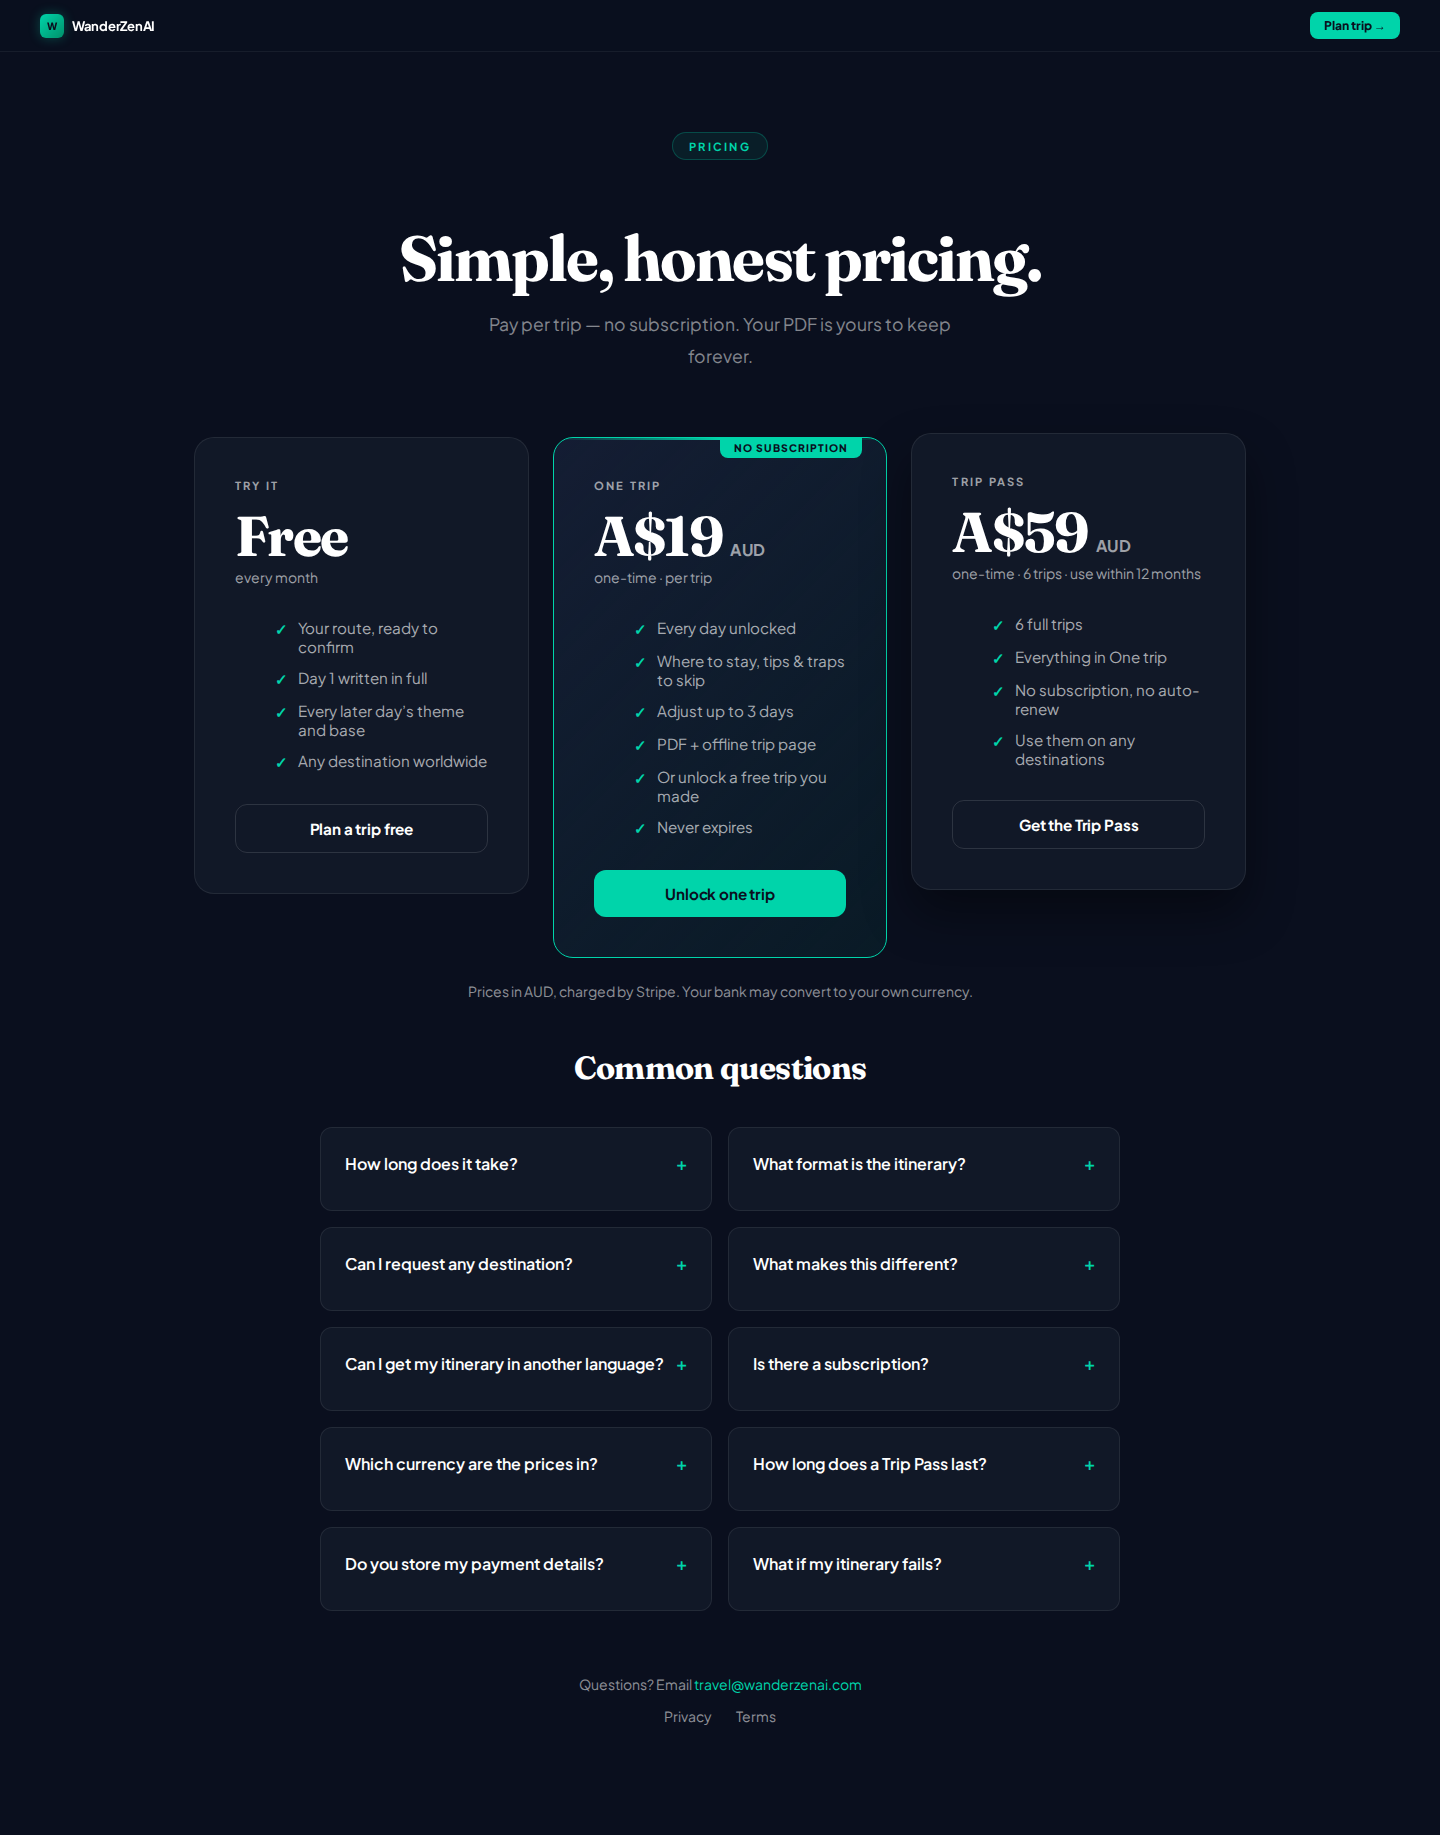 W WanderZenAI
Plan trip →
PRICING
Simple, honest pricing.
Pay per trip — no subscription. Your PDF is yours to keep
forever.
TRY IT
Free
every month
✓ Your route, ready to
confirm
✓ Day 1 written in full
✓ Every later day's theme
and base
✓ Any destination worldwide
Plan a trip free
NO SUBSCRIPTION
ONE TRIP
A$19 AUD
one-time · per trip
✓ Every day unlocked
✓ Where to stay, tips & traps
to skip
✓ Adjust up to 3 days
✓ PDF + offline trip page
✓ Or unlock a free trip you
made
✓ Never expires
Unlock one trip
TRIP PASS
A$59 AUD
one-time · 6 trips · use within 12 months
✓ 6 full trips
✓ Everything in One trip
✓ No subscription, no auto-
renew
✓ Use them on any
destinations
Get the Trip Pass
Prices in AUD, charged by Stripe. Your bank may convert to your own currency.
Common questions
How long does it take? +
What format is the itinerary? +
Can I request any destination? +
What makes this different? +
Can I get my itinerary in another language? +
Is there a subscription? +
Which currency are the prices in? +
How long does a Trip Pass last? +
Do you store my payment details? +
What if my itinerary fails? +
Questions? Email travel@wanderzenai.com
Privacy Terms